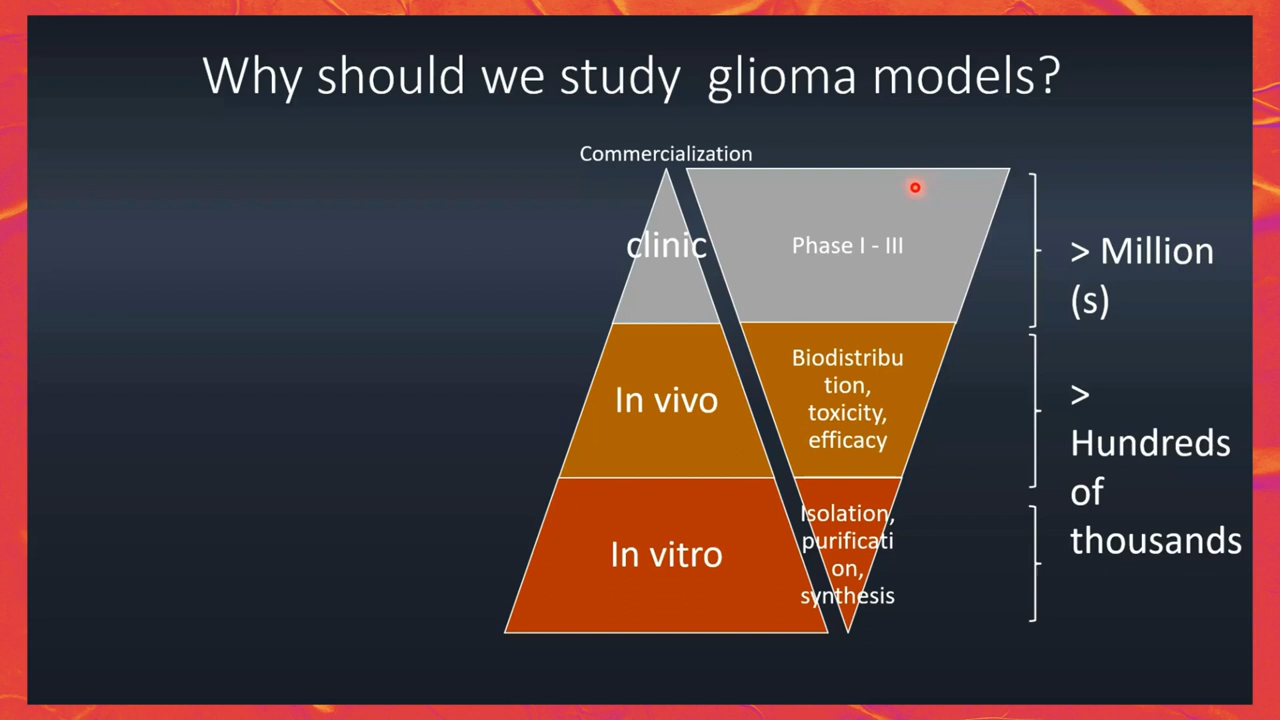 Why should we study  glioma models?
Commercialization
clinic
Phase I - III
> Million
(s)
In vivo
Biodistribu
tion,
toxicity,
efficacy
>
Hundreds
of
thousands
In vitro
Isolation,
purificati
on,
synthesis